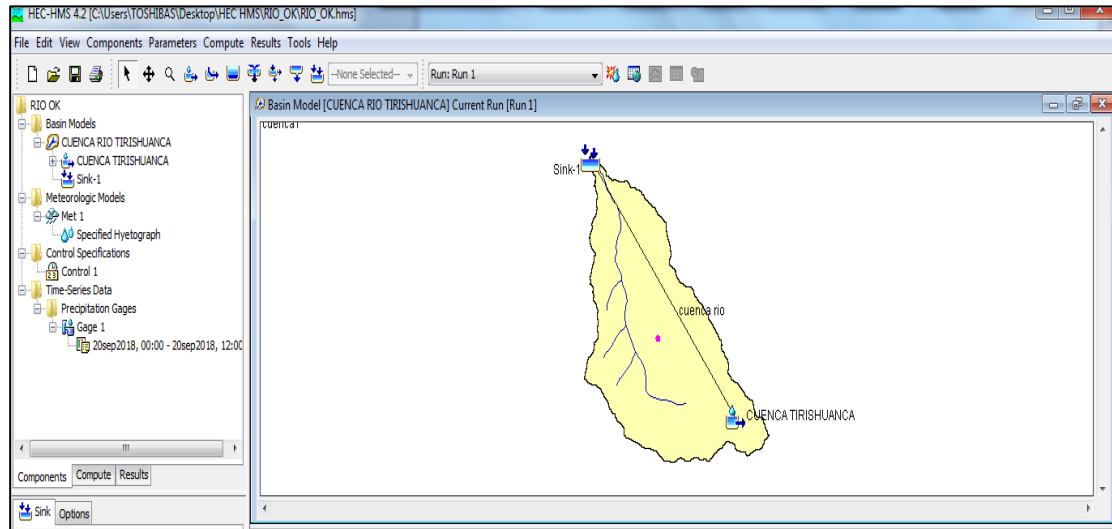 HEC-HMS 4.2 [C:\Users\TOSHIBAS\Desktop\HEC HMS\RIO_OK\RIO_OK.hms]
File Edit View Components Parameters Compute Results Tools Help
--None Selected--
Run: Run 1
RIO OK
Basin Models
CUENCA RIO TIRISHUANCA
CUENCA TIRISHUANCA
Sink-1
Meteorologic Models
Met 1
Specified Hyetograph
Control Specifications
Control 1
Time-Series Data
Precipitation Gages
Gage 1
20sep2018, 00:00 - 20sep2018, 12:00
Components Compute Results
Sink Options
Basin Model [CUENCA RIO TIRISHUANCA] Current Run [Run 1]
cuenca1
Sink-1
cuenca rio
CUENCA TIRISHUANCA